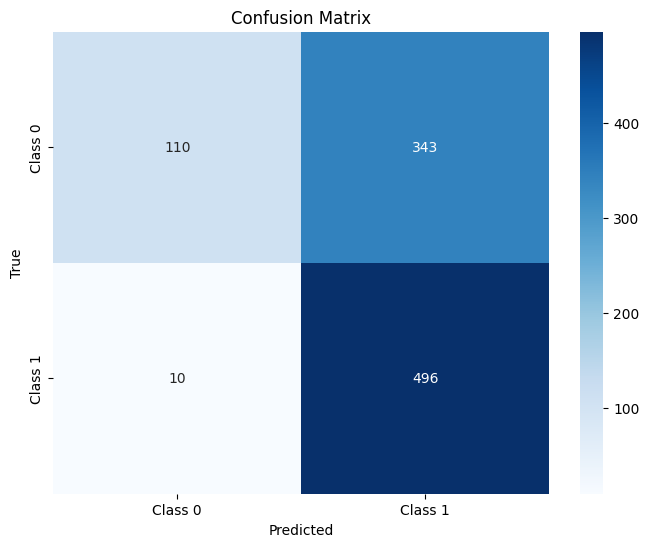 Confusion Matrix
Class 0
110
343
Class 1
10
496
True
Class 0
Class 1
Predicted
400
300
200
100